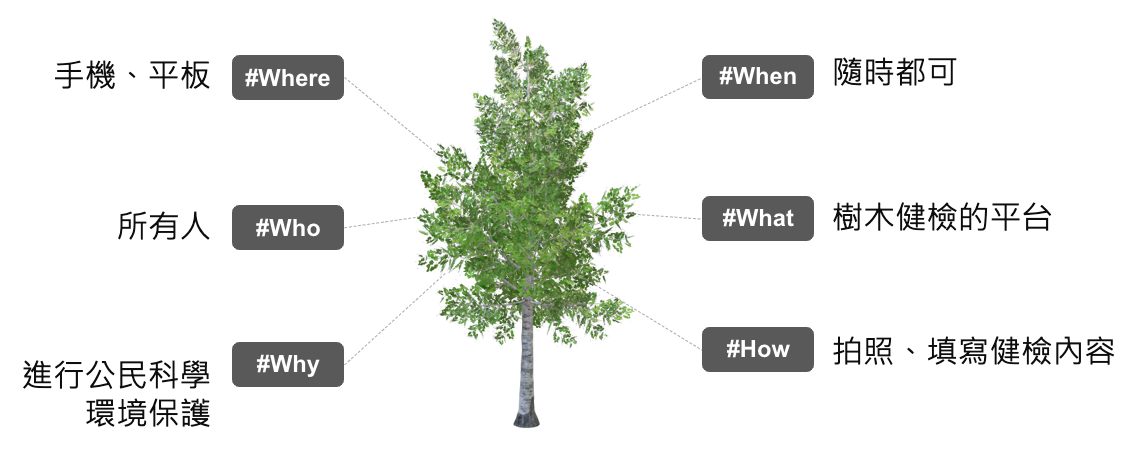 手機、平板
#Where
#When
隨時都可
所有人
#Who
#What
樹木健檢的平台
進行公民科學
環境保護
#Why
#How
拍照、填寫健檢內容